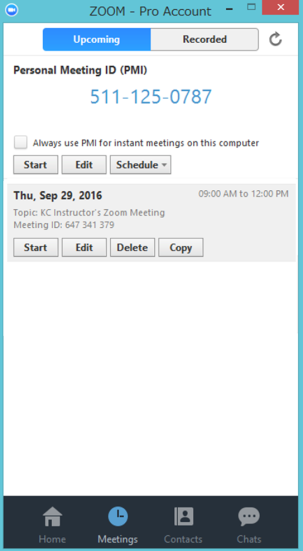 ZOOM - Pro Account
Upcoming
Recorded
Personal Meeting ID (PMI)
511-125-0787
Always use PMI for instant meetings on this computer
Start
Edit
Schedule
Thu, Sep 29, 2016
09:00 AM to 12:00 PM
Topic: KC Instructor's Zoom Meeting
Meeting ID: 647 341 379
Start
Edit
Delete
Copy
Home
Meetings
Contacts
Chats